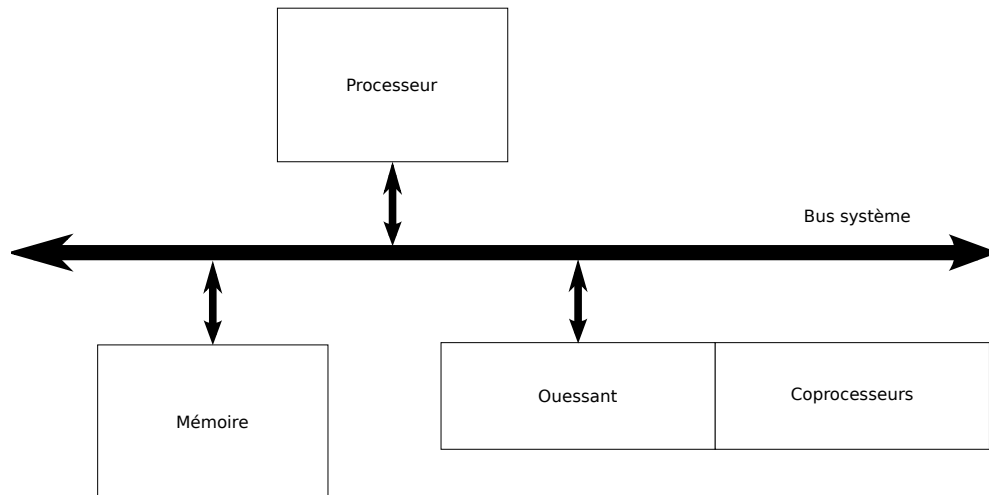 Processeur
Bus système
Ouessant
Coprocesseurs
Mémoire